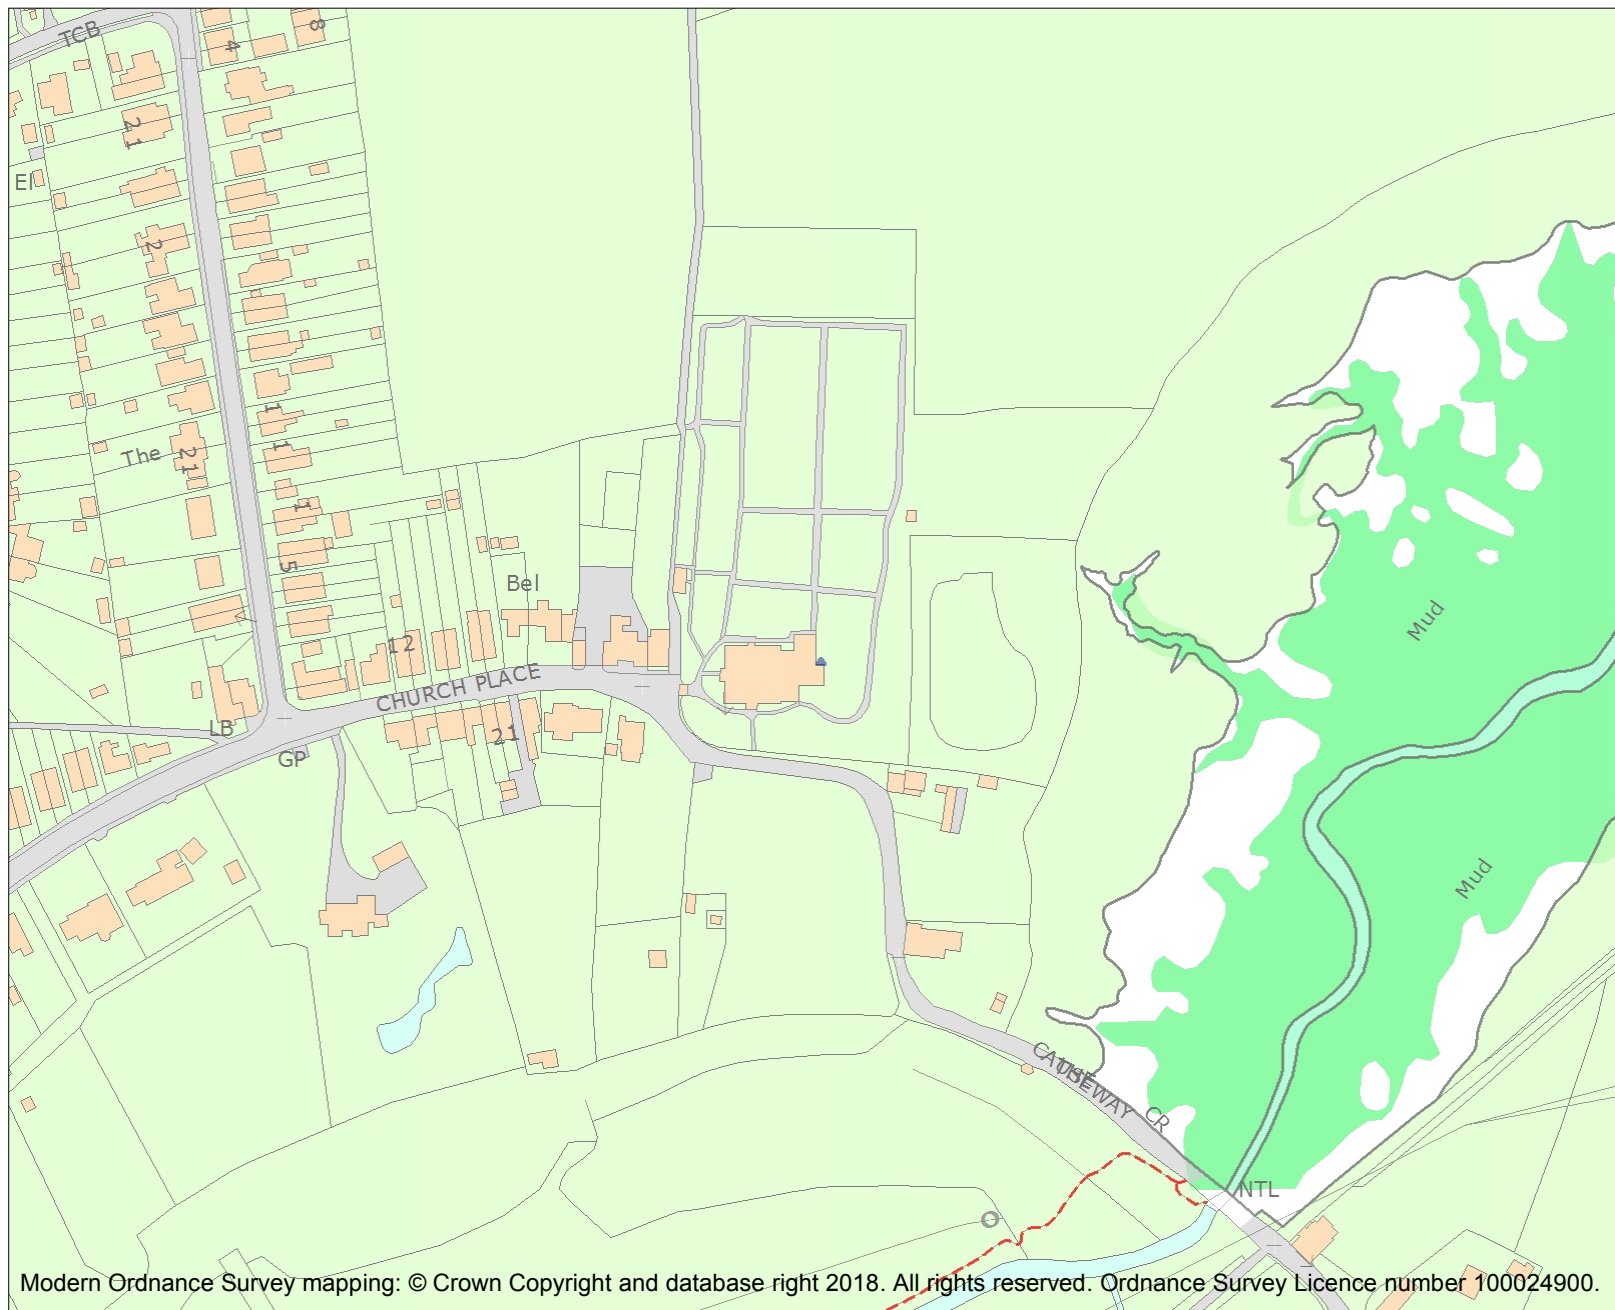 TCB
4
8
21
El
2
The
21
1
1
1
5
Bel
12
CHURCH PLACE
LB
GP
21
Mud
Mud
CAUSEWAY
CR
NTL
Modern Ordnance Survey mapping: © Crown Copyright and database right 2018. All rights reserved. Ordnance Survey Licence number 100024900.